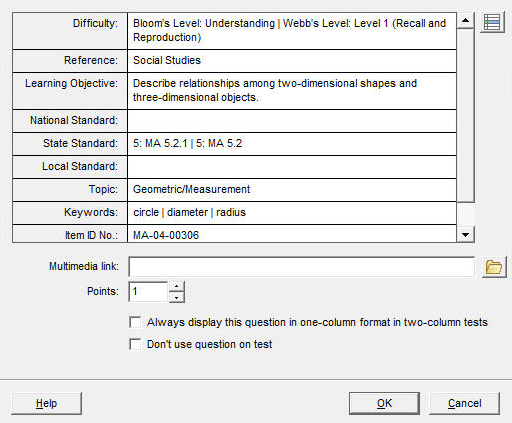 Difficulty: Bloom's Level: Understanding | Webb's Level: Level 1 (Recall and
Reproduction)
Reference: Social Studies
Learning Objective: Describe relationships among two-dimensional shapes and
three-dimensional objects.
National Standard:
State Standard: 5: MA 5.2.1 | 5: MA 5.2
Local Standard:
Topic: Geometric/Measurement
Keywords: circle | diameter | radius
Item ID No.: MA-04-00306
Multimedia link:
Points: 1
Always display this question in one-column format in two-column tests
Don't use question on test
Help OK Cancel